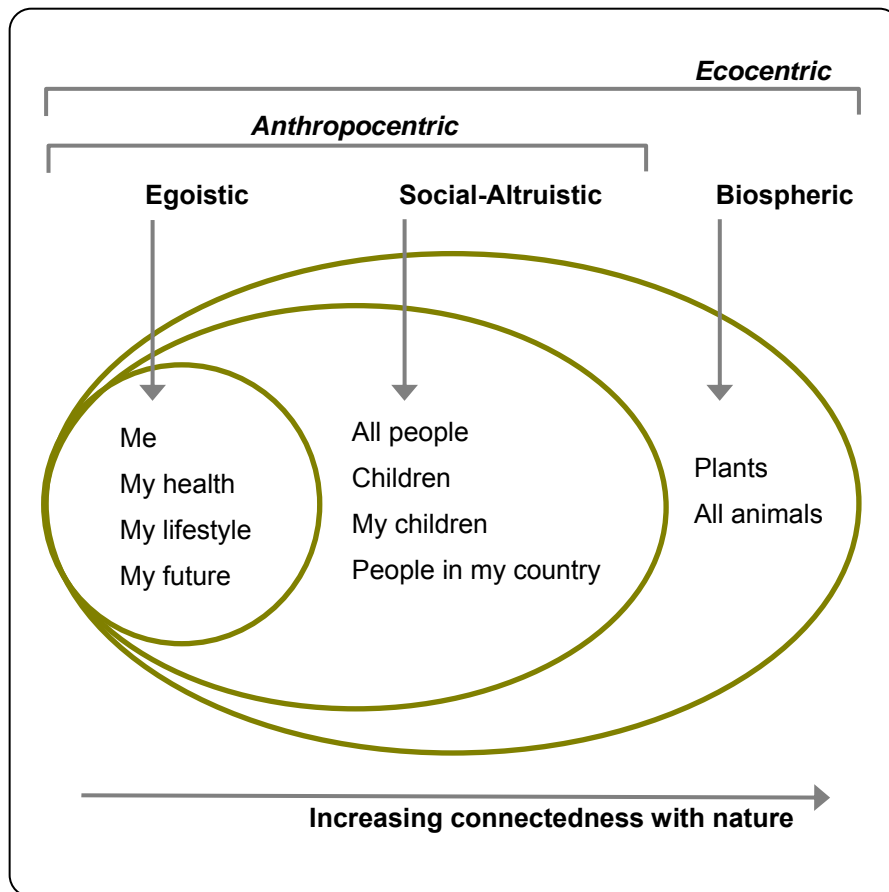 Ecocentric
Anthropocentric
Egoistic
Social-Altruistic
Biospheric
Me
My health
My lifestyle
My future
All people
Children
My children
People in my country
Plants
All animals
Increasing connectedness with nature